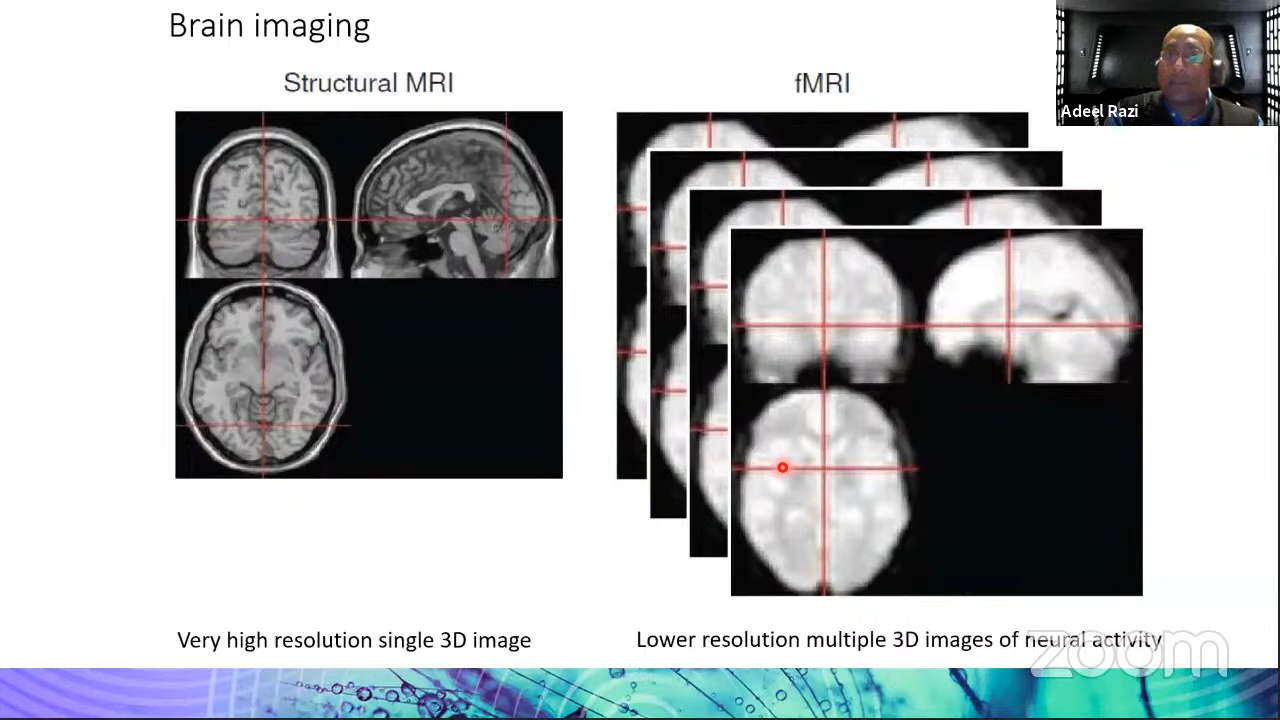 Brain imaging
Structural MRI
fMRI
Adeel Razi
Very high resolution single 3D image
Lower resolution multiple 3D images of neural activity
zoom